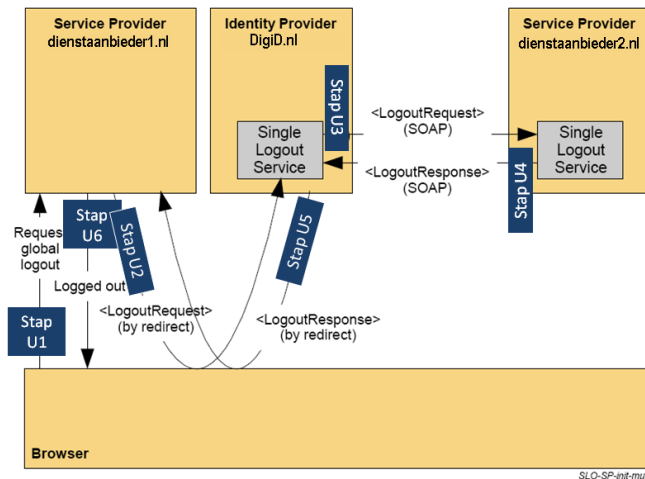 Service Provider
dienstaanbieder1.nl
Identity Provider
DigiD.nl
Service Provider
dienstaanbieder2.nl
Stap U3
<LogoutRequest>
(SOAP)
Single
Logout
Service
Single
Logout
Service
<LogoutResponse>
(SOAP)
Stap U4
Stap
U6
Stap U2
Stap U5
Reques
global
logout
Logged out
<LogoutRequest>
(by redirect)
<LogoutResponse>
(by redirect)
Stap
U1
Browser
SLO-SP-init-mu